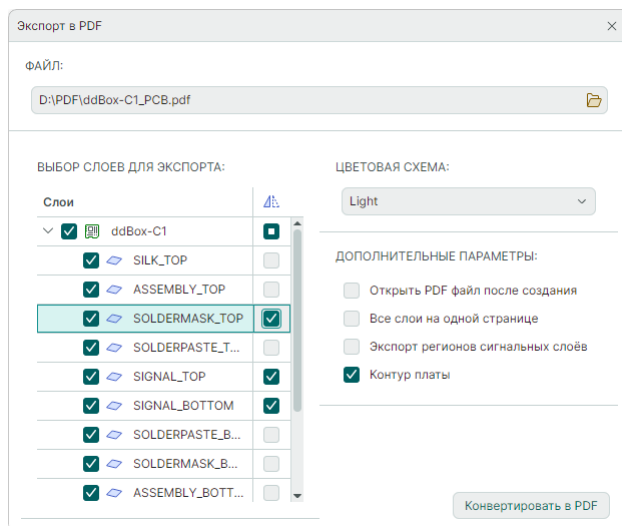 Экспорт в PDF
ФАЙЛ:
D:\PDF\ddBox-C1_PCB.pdf
ВЫБОР СЛОЕВ ДЛЯ ЭКСПОРТА:
Слои
ddBox-C1
SILK_TOP
ASSEMBLY_TOP
SOLDERMASK_TOP
SOLDERPASTE_T...
SIGNAL_TOP
SIGNAL_BOTTOM
SOLDERPASTE_B...
SOLDERMASK_B...
ASSEMBLY_BOTT...
ЦВЕТОВАЯ СХЕМА:
Light
ДОПОЛНИТЕЛЬНЫЕ ПАРАМЕТРЫ:
Открыть PDF файл после создания
Все слои на одной странице
Экспорт регионов сигнальных слоёв
Контур платы
Конвертировать в PDF